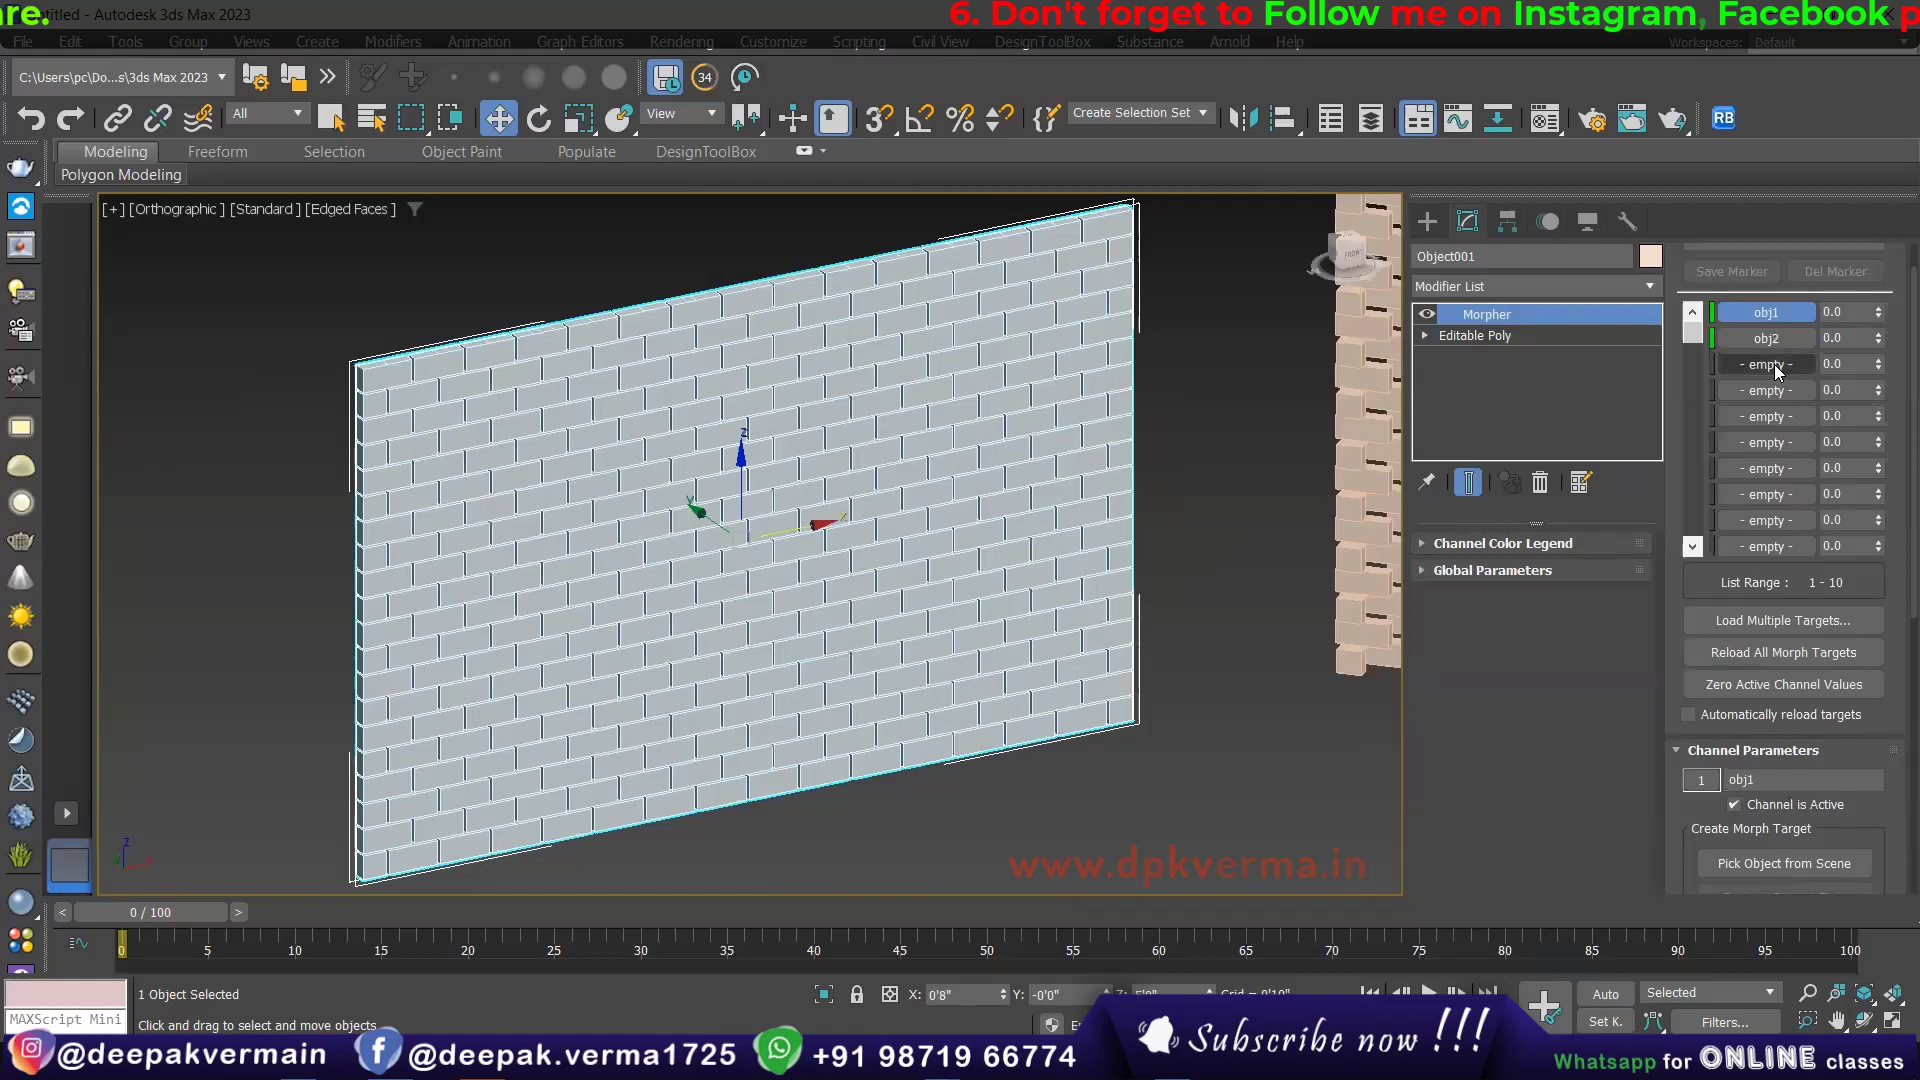 are.
6. Don't forget to Follow me on Instagram, Facebook p
Untitled - Autodesk 3ds Max 2023
File Edit Tools Group Views Create Modifiers Animation Graph Editors Rendering Customize Scripting Civil View DesignToolBox Substance Arnold Help
Workspaces: Default
C:\Users\pc\Do...s\3ds Max 2023
34
All
View
Create Selection Set
RB
Modeling Freeform Selection Object Paint Populate DesignToolBox
Polygon Modeling
[+] [Orthographic ] [Standard ] [Edged Faces ]
FRONT
Object001
Modifier List
Morpher
Editable Poly
Channel Color Legend
Global Parameters
Save Marker Del Marker
obj1 0.0
obj2 0.0
- empty - 0.0
- empty - 0.0
- empty - 0.0
- empty - 0.0
- empty - 0.0
- empty - 0.0
- empty - 0.0
- empty - 0.0
List Range : 1 - 10
Load Multiple Targets...
Reload All Morph Targets
Zero Active Channel Values
Automatically reload targets
Channel Parameters
1 obj1
Channel is Active
Create Morph Target
Pick Object from Scene
z
y
x
www.dpkverma.in
< 0 / 100 >
0 5 10 15 20 25 30 35 40 45 50 55 60 65 70 75 80 85 90 95 100
1 Object Selected
X: 0'8" Y: -0'0" Z: 5'0" Grid = 0'10"
Auto Selected
MAXScript Mini
Click and drag to select and move objects
Set K. Filters...
@deepakvermain @deepak.verma1725 +91 98719 66774
Subscribe now !!!
Whatsapp for ONLINE classes